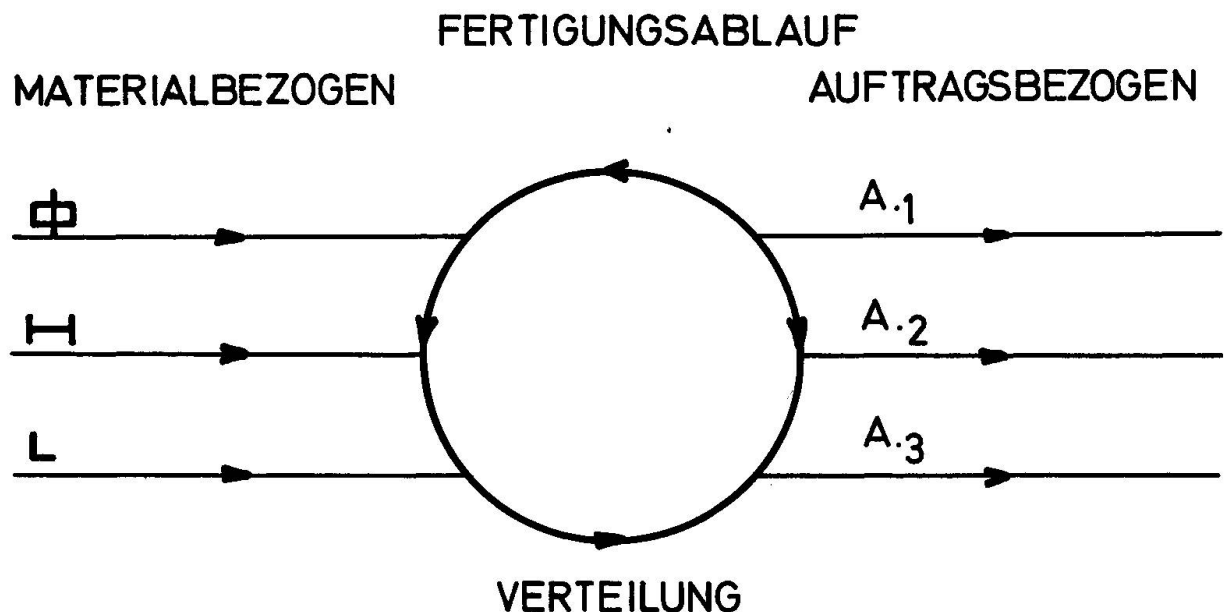 FERTIGUNGSABLAUF
MATERIALBEZOGEN AUFTRAGSBEZOGEN
A.1
A.2
L A.3
VERTEILUNG